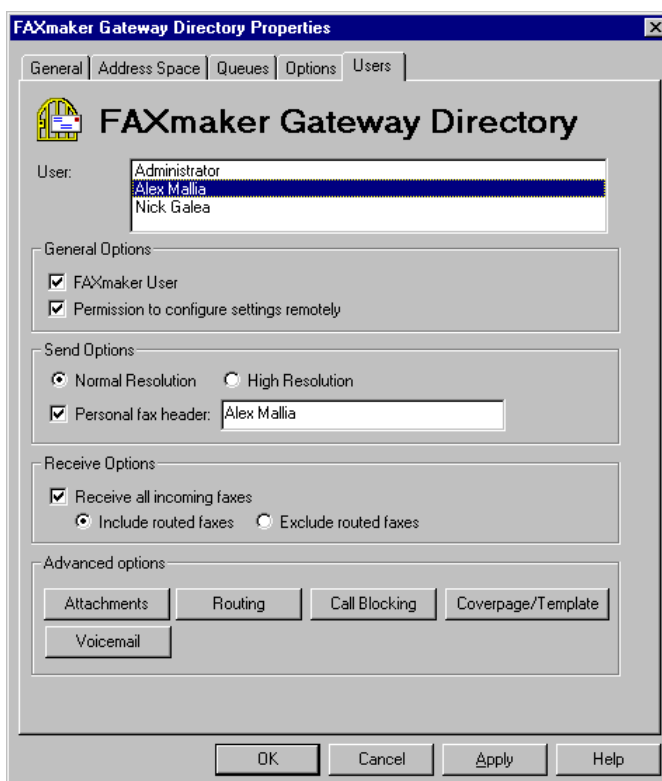 FAXmaker Gateway Directory Properties
General Address Space Queues Options Users
FAXmaker Gateway Directory
User:
Administrator
Alex Mallia
Nick Galea
General Options
FAXmaker User
Permission to configure settings remotely
Send Options
Normal Resolution High Resolution
Personal fax header: Alex Mallia
Receive Options
Receive all incoming faxes
Include routed faxes Exclude routed faxes
Advanced options
Attachments Routing Call Blocking Coverpage/Template
Voicemail
OK Cancel Apply Help